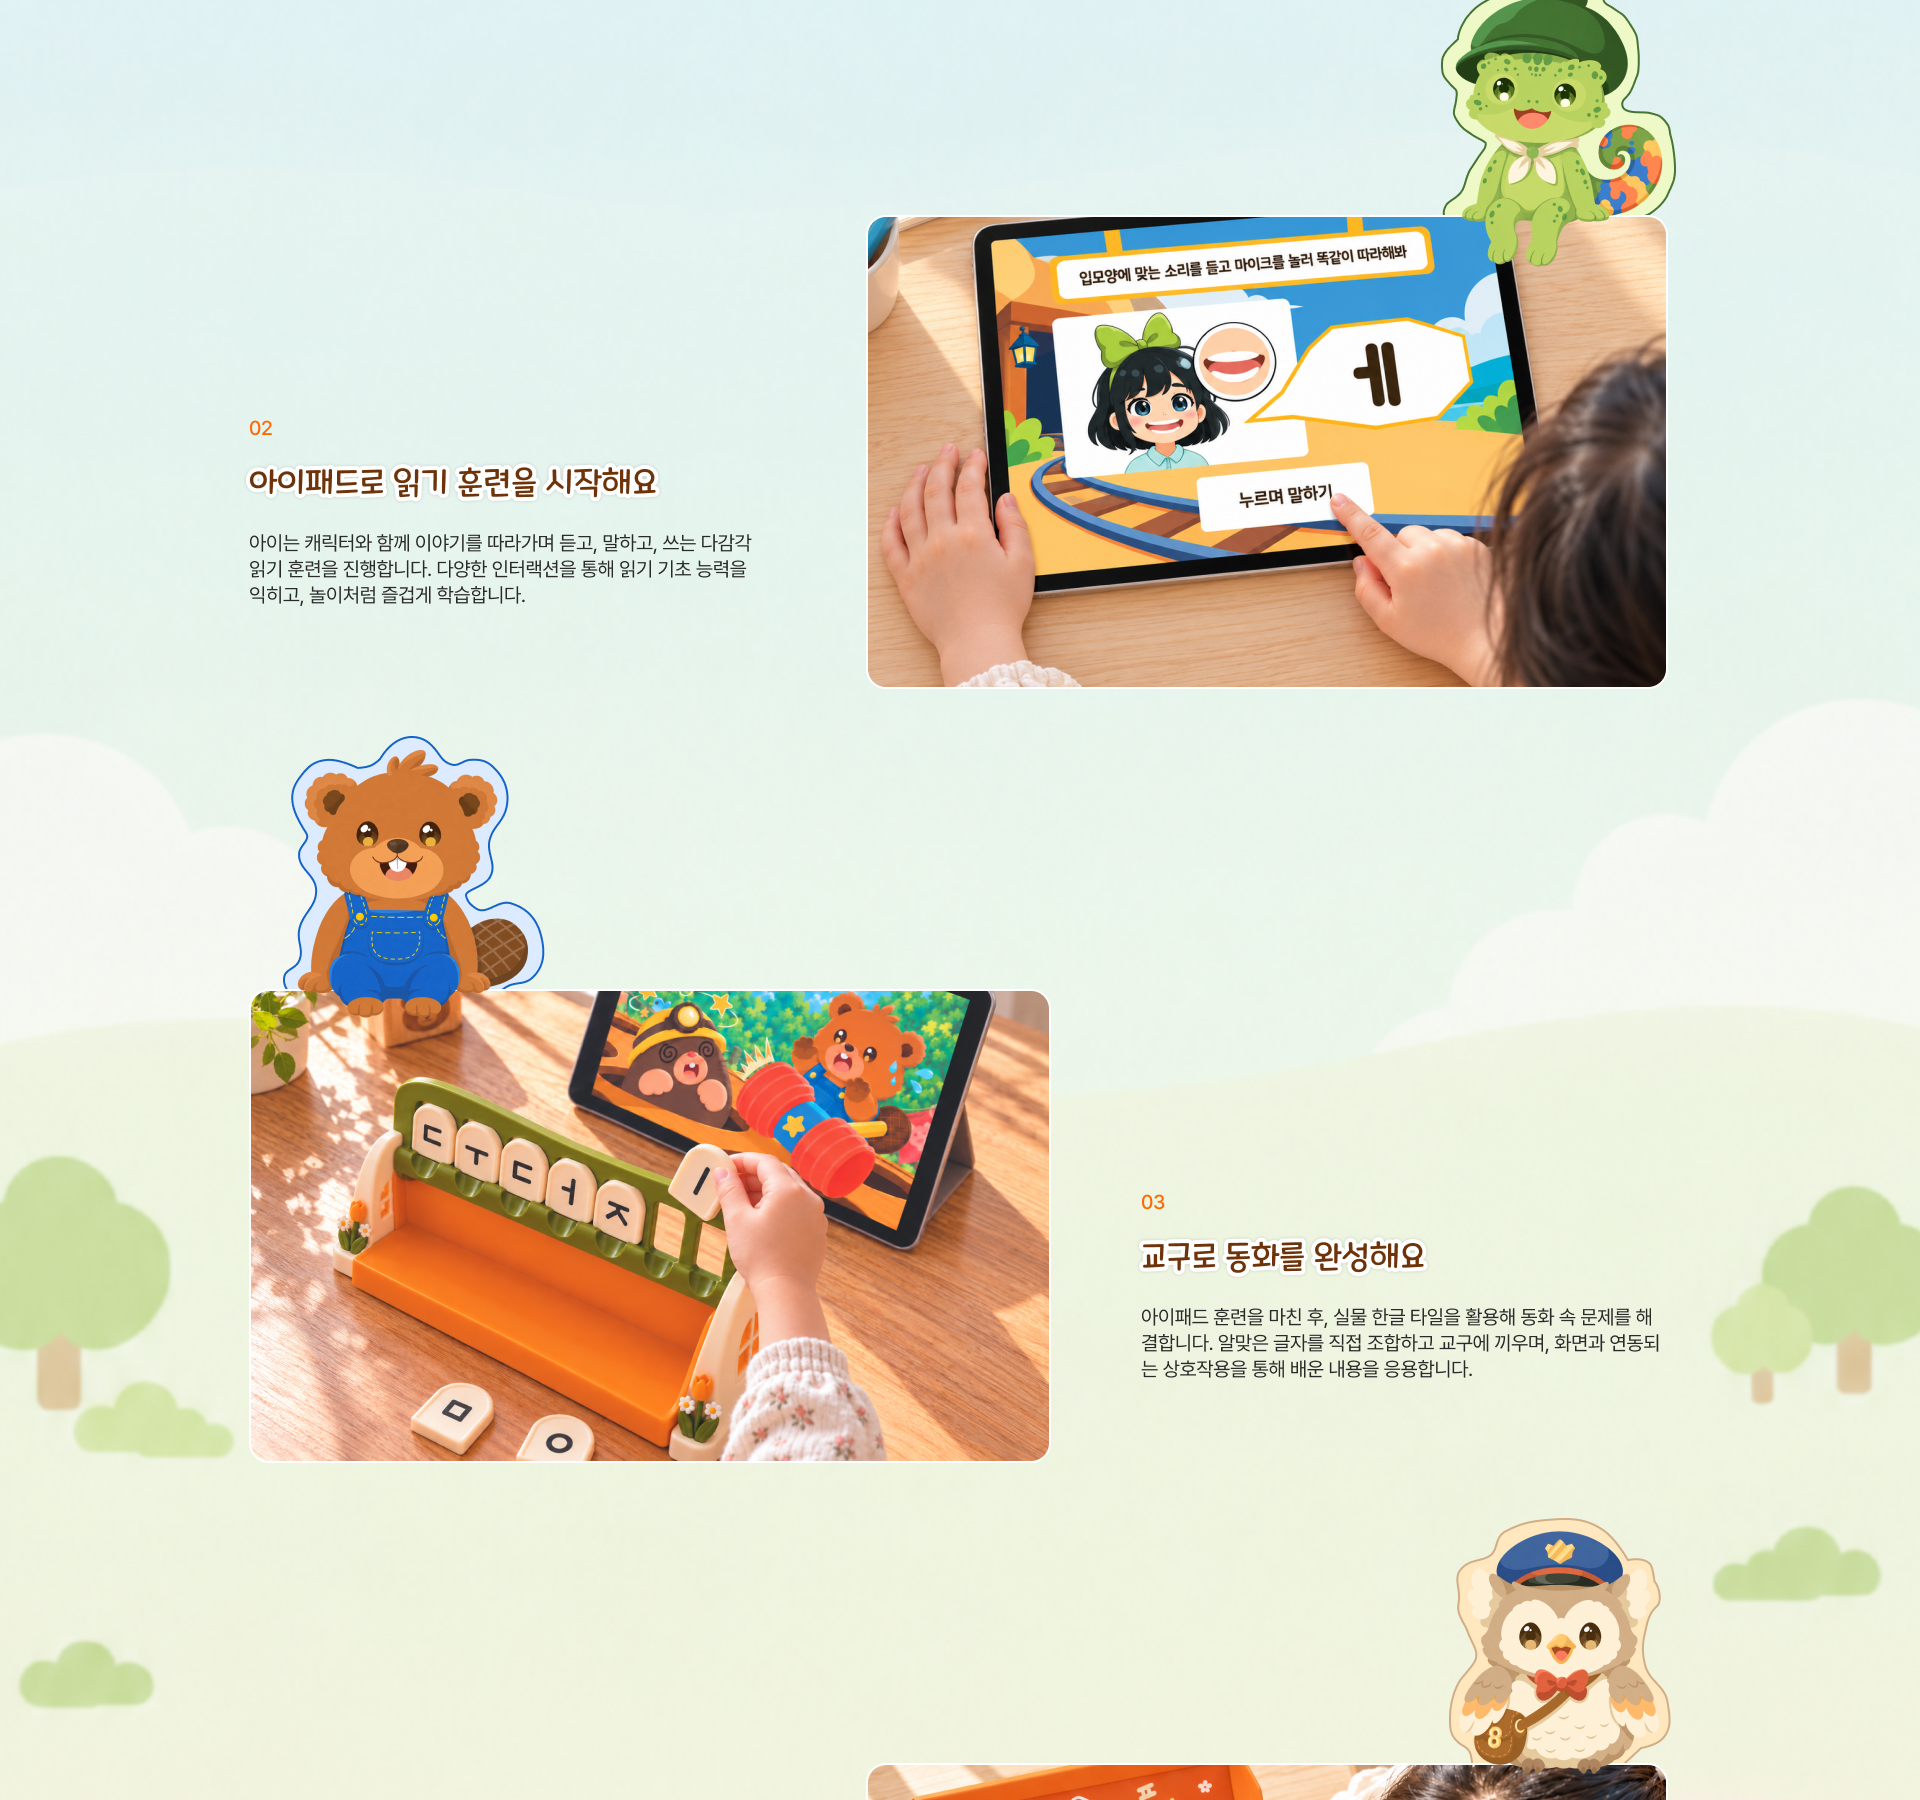 입모양에 맞는 소리를 듣고 마이크를 눌러 똑같이 따라해봐
ㅔ
누르며 말하기
02
아이패드로 읽기 훈련을 시작해요
아이는 캐릭터와 함께 이야기를 따라가며 듣고, 말하고, 쓰는 다감각
읽기 훈련을 진행합니다. 다양한 인터랙션을 통해 읽기 기초 능력을
익히고, 놀이처럼 즐겁게 학습합니다.
ㄷㅜㄷㅓㅈㅣ
ㅁ
ㅇ
03
교구로 동화를 완성해요
아이패드 훈련을 마친 후, 실물 한글 타일을 활용해 동화 속 문제를 해
결합니다. 알맞은 글자를 직접 조합하고 교구에 끼우며, 화면과 연동되
는 상호작용을 통해 배운 내용을 응용합니다.
8